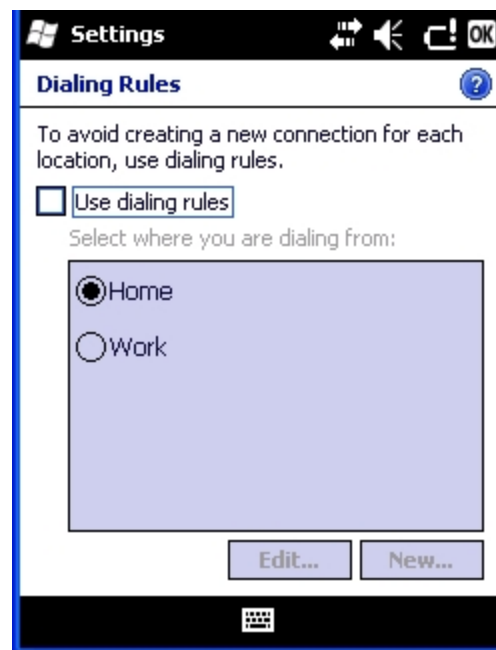 Settings
OK
Dialing Rules
?
To avoid creating a new connection for each
location, use dialing rules.
Use dialing rules
Select where you are dialing from:
Home
Work
Edit...
New...